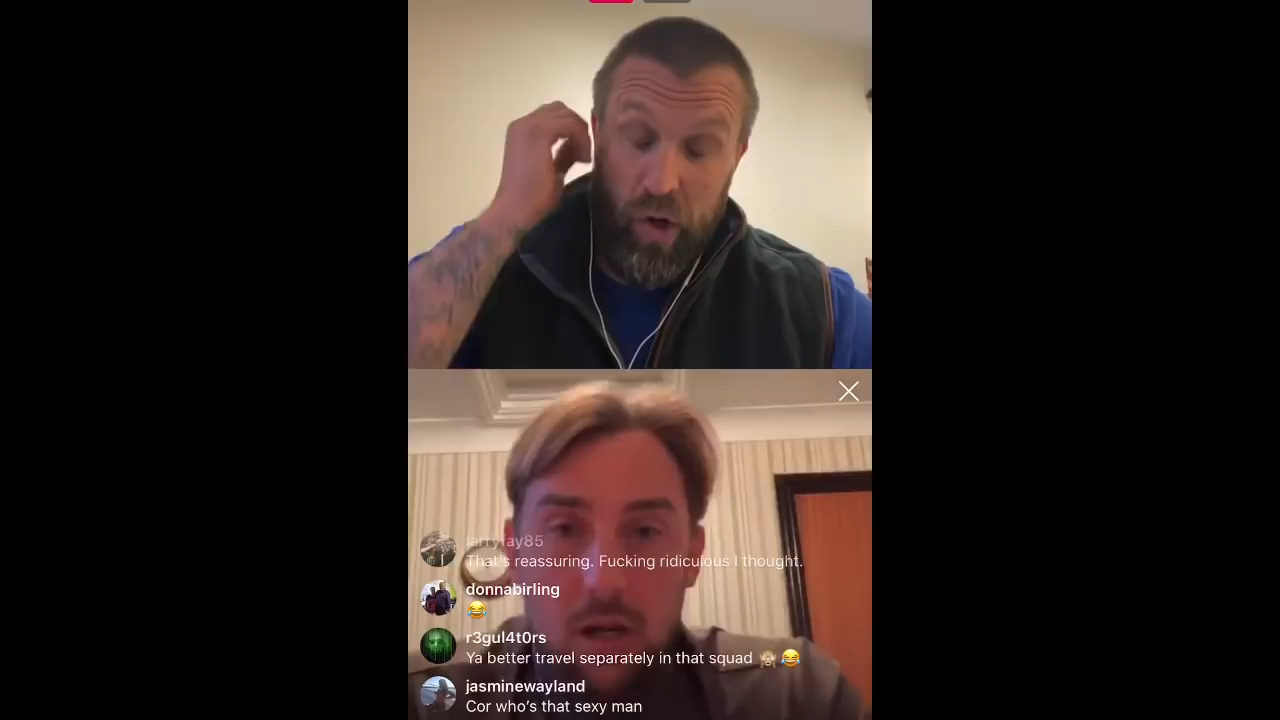 larryfay85
That's reassuring. Fucking ridiculous I thought.
donnabirling
😂
r3gul4t0rs
Ya better travel separately in that squad 🙈😂
jasminewayland
Cor who's that sexy man